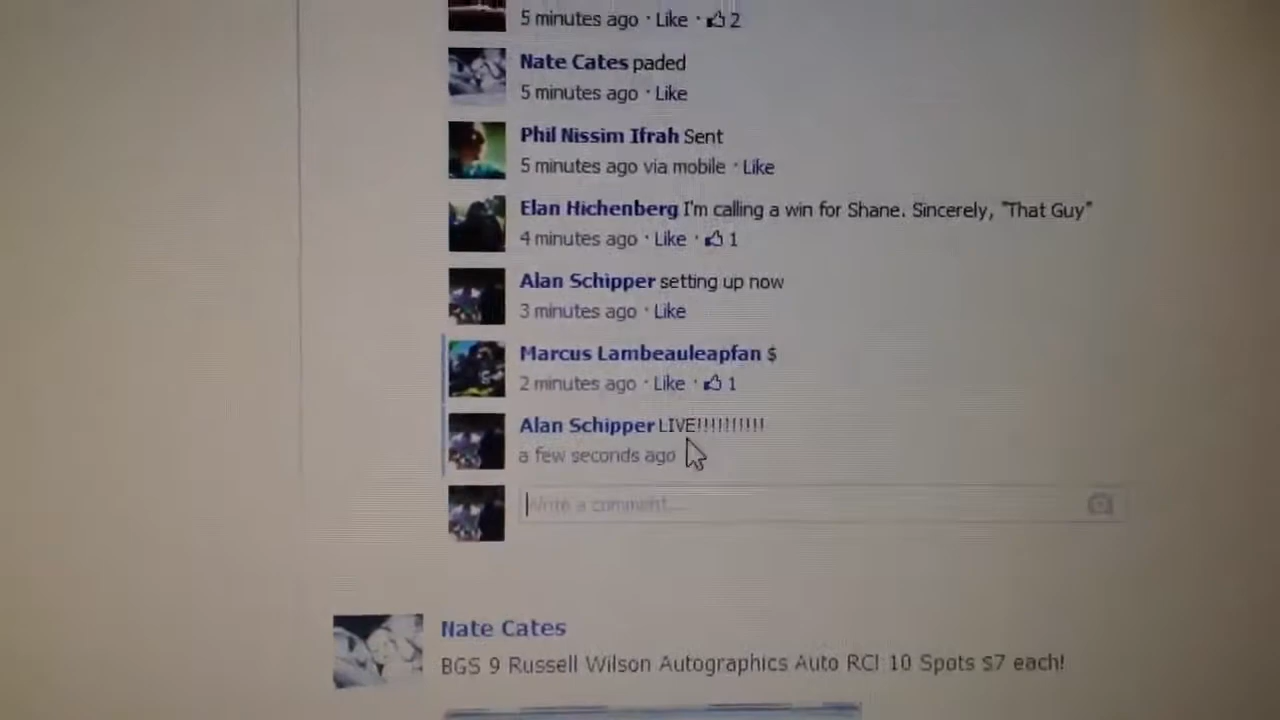 5 minutes ago · Like · 2
Nate Cates paded
5 minutes ago · Like
Phil Nissim Ifrah Sent
5 minutes ago via mobile · Like
Elan Hichenberg I'm calling a win for Shane. Sincerely, "That Guy"
4 minutes ago · Like · 1
Alan Schipper setting up now
3 minutes ago · Like
Marcus Lambeauleapfan $
2 minutes ago · Like · 1
Alan Schipper LIVE!!!!!!!!!!
a few seconds ago
Write a comment...
Nate Cates
BGS 9 Russell Wilson Autographics Auto RC! 10 Spots $7 each!